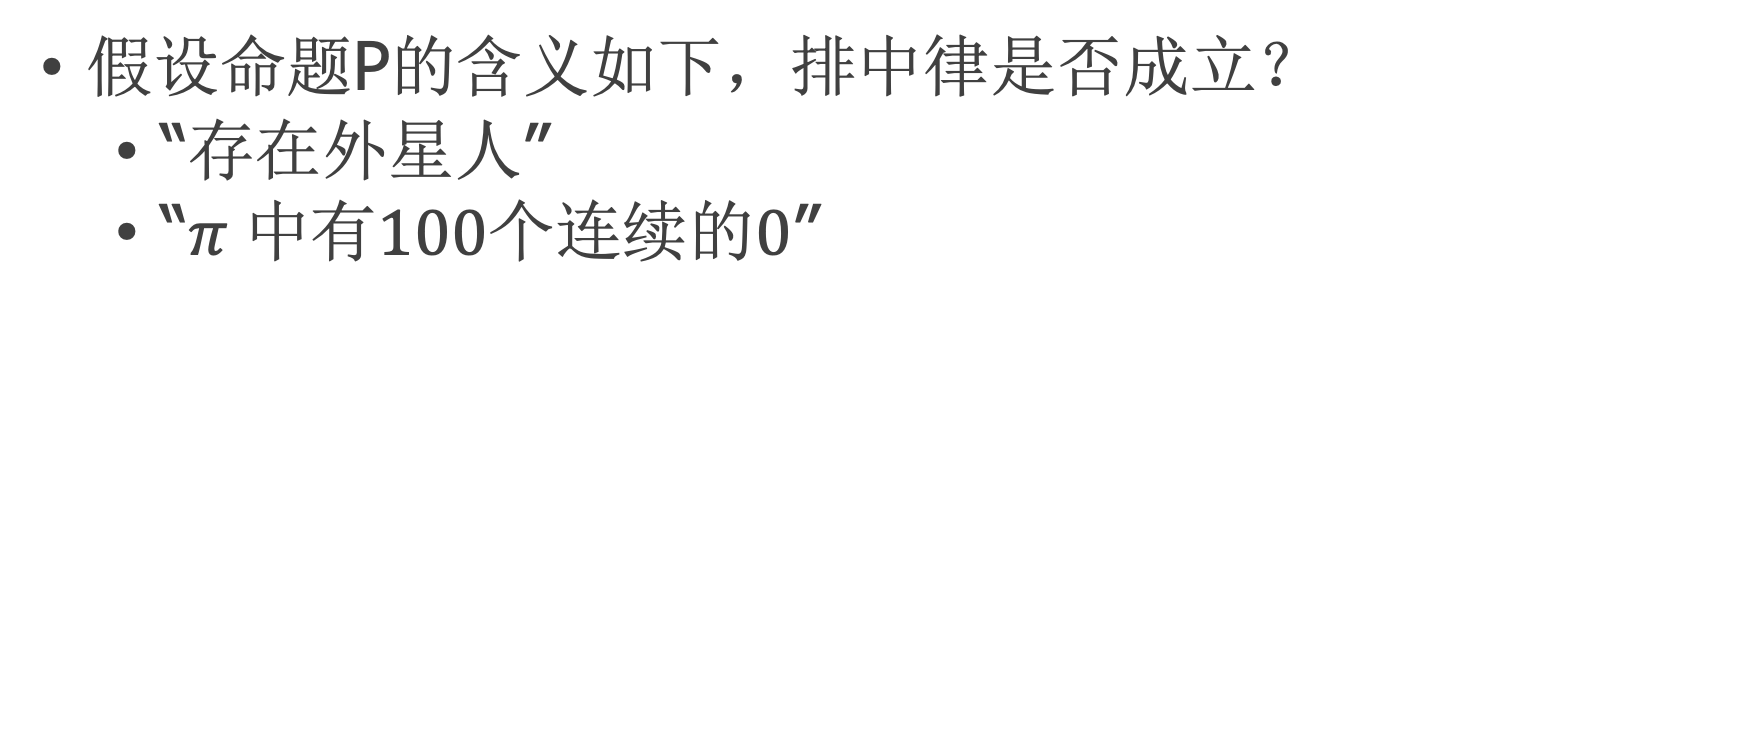 • 假设命题P的含义如下，排中律是否成立？
• “存在外星人”
• “π 中有100个连续的0”